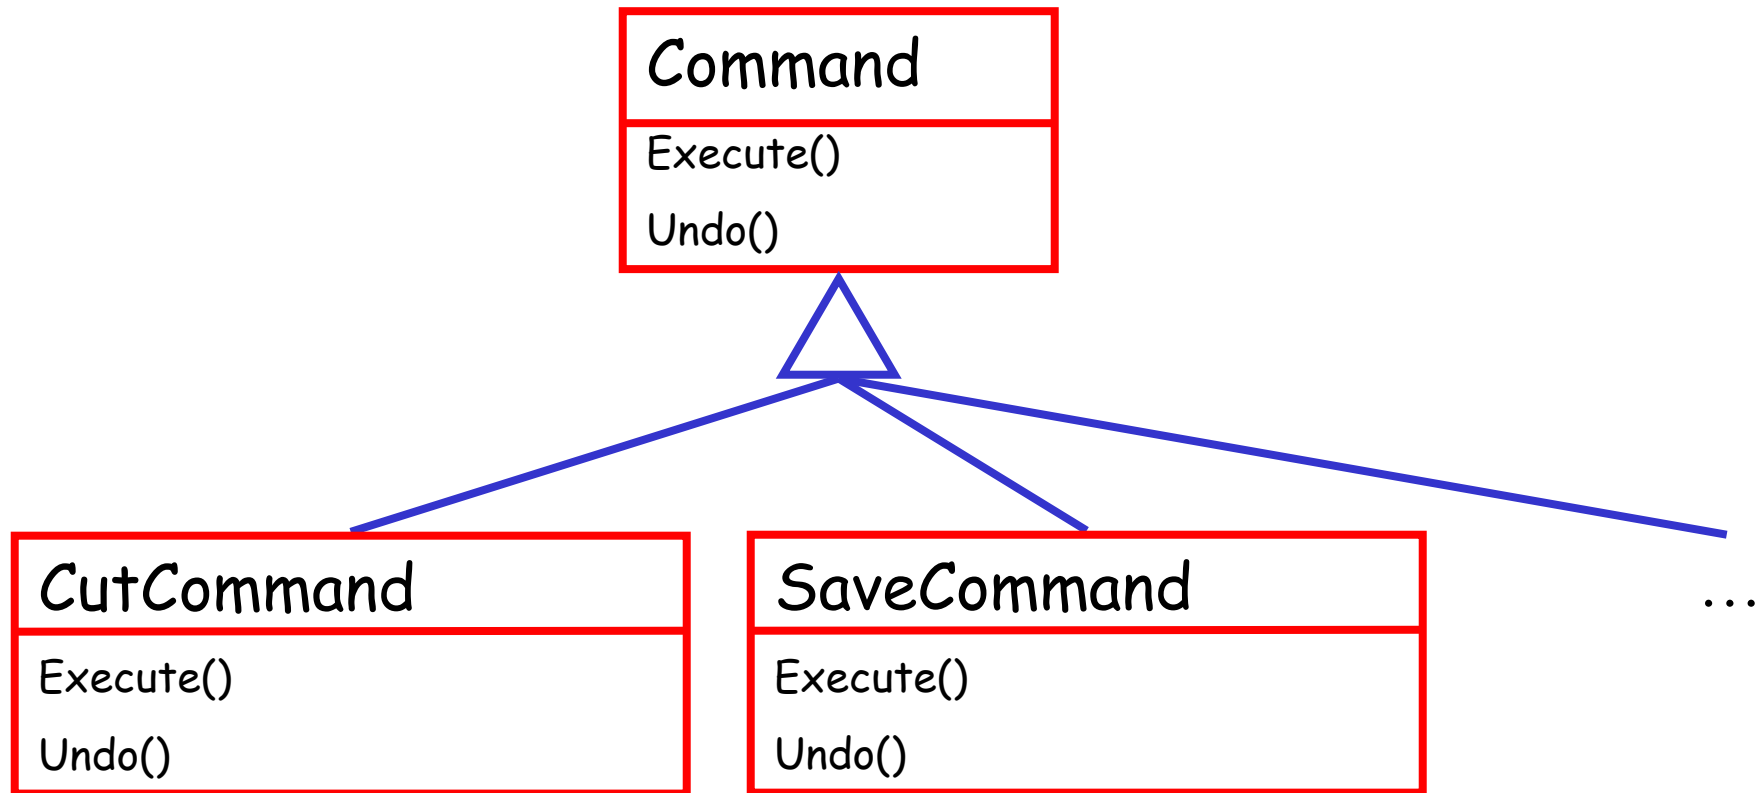 Command
Execute()
Undo()
CutCommand
Execute()
Undo()
SaveCommand
Execute()
Undo()
...